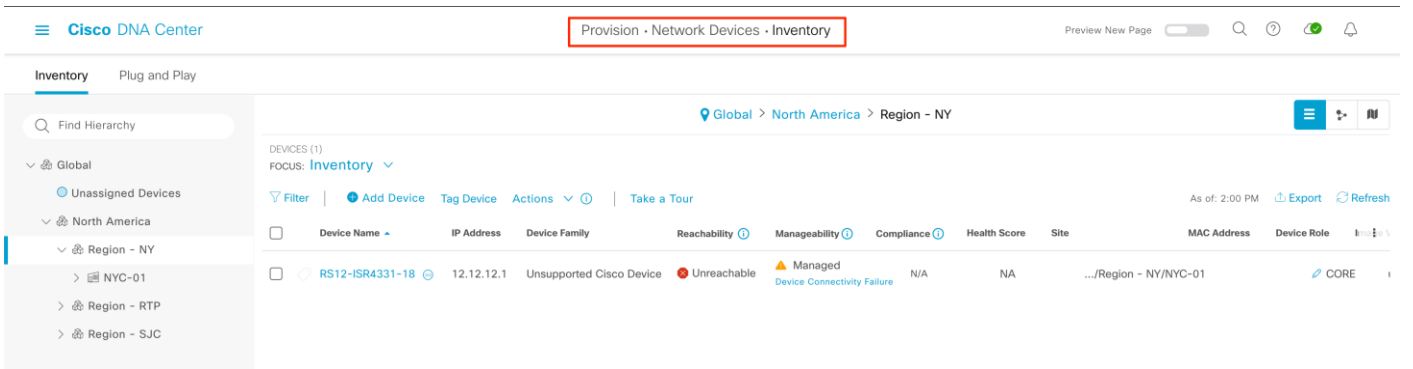 Cisco DNA Center
Provision · Network Devices · Inventory
Preview New Page
Inventory Plug and Play
Find Hierarchy
Global
Unassigned Devices
North America
Region - NY
NYC-01
Region - RTP
Region - SJC
Global > North America > Region - NY
DEVICES (1)
FOCUS: Inventory
Filter | Add Device Tag Device Actions | Take a Tour As of: 2:00 PM Export Refresh
Device Name IP Address Device Family Reachability Manageability Compliance Health Score Site MAC Address Device Role
RS12-ISR4331-18 12.12.12.1 Unsupported Cisco Device Unreachable Managed N/A NA .../Region - NY/NYC-01 CORE
Device Connectivity Failure